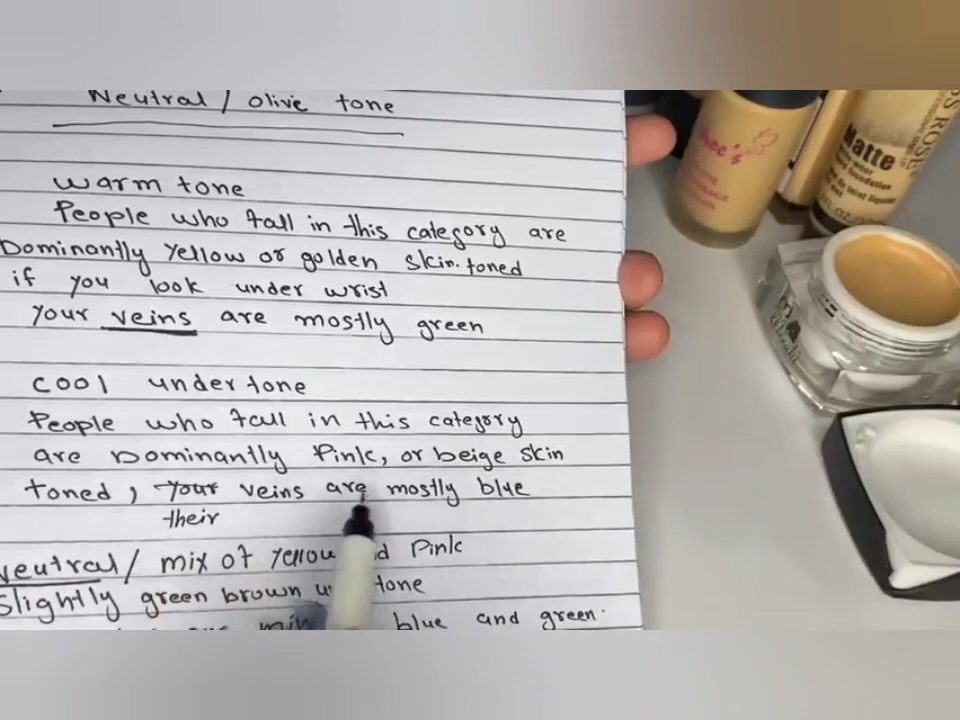 Neutral / olive tone
warm tone
People who fall in this category are
Dominantly Yellow or golden skin.toned
if you look under wrist
Your veins are mostly green
cool undertone
People who fall in this category
are Dominantly Pink, or beige skin
toned, Your veins are mostly blue
their
Neutral / mix of Pink
Slightly green brown tone
blue and green.
Matte
foundation